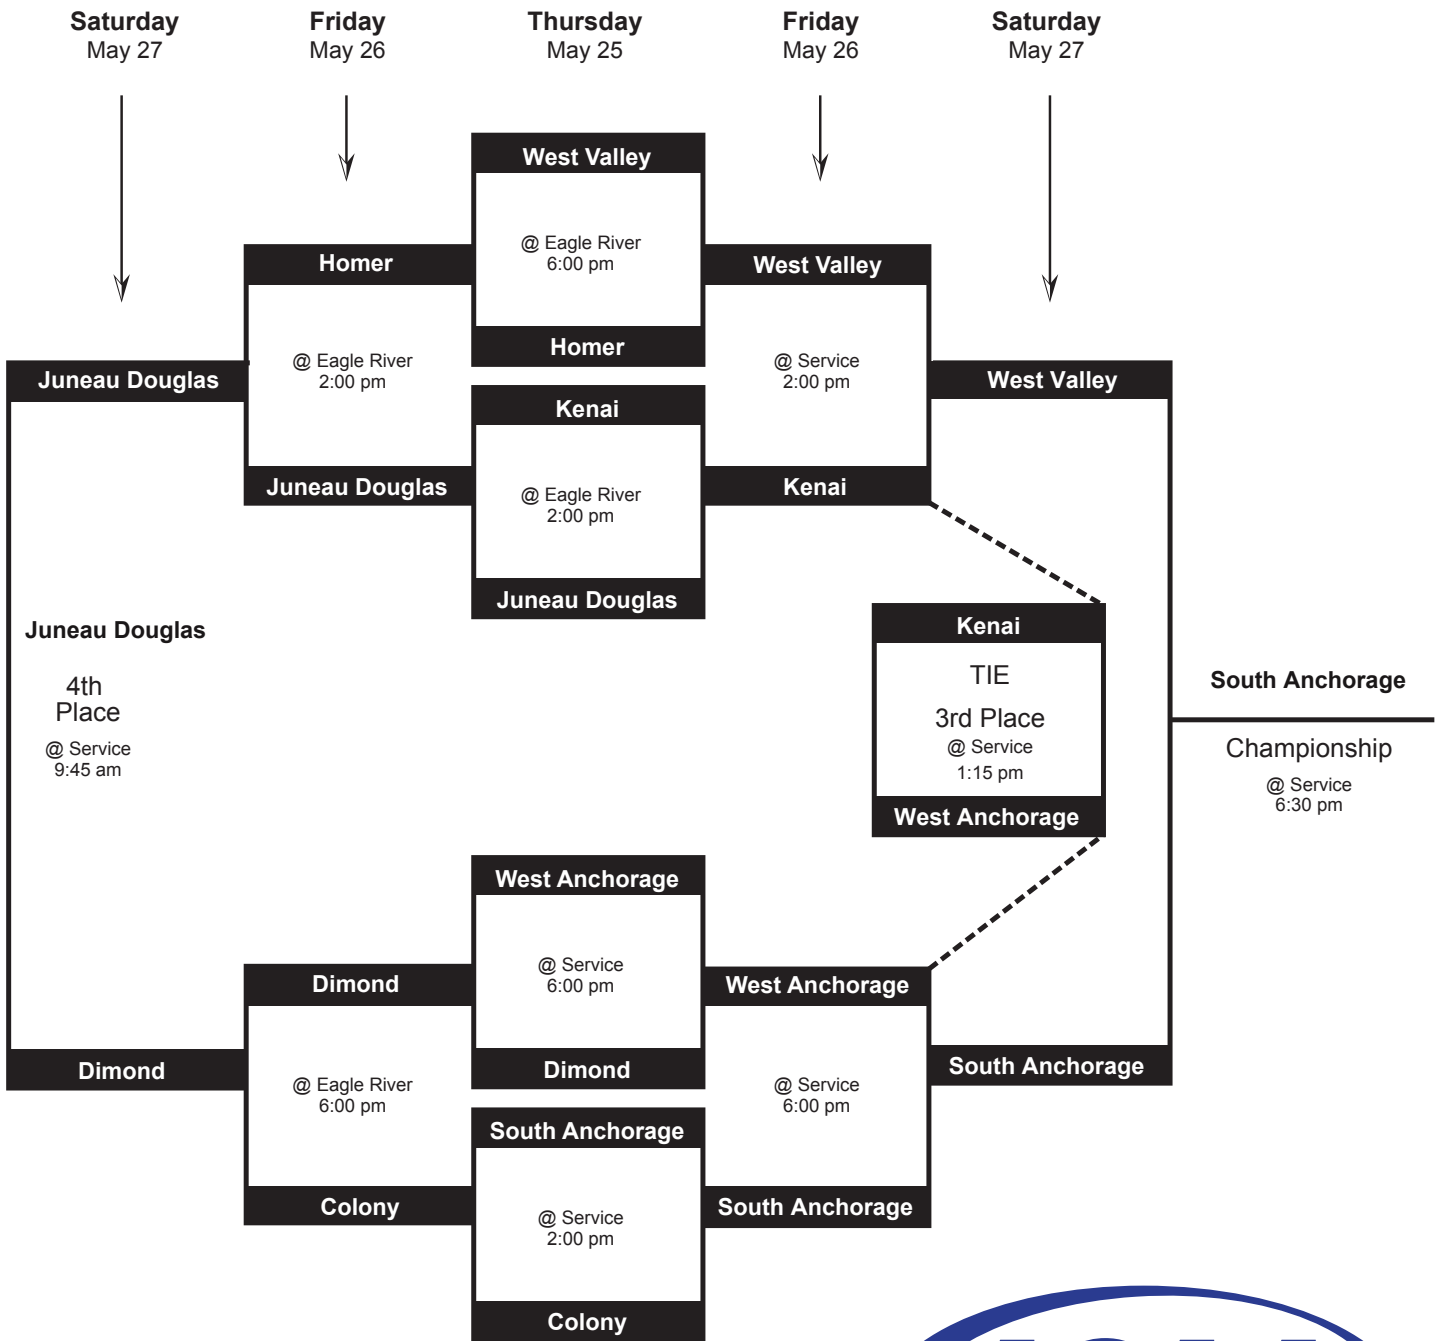 Saturday
May 27
Friday
May 26
Thursday
May 25
Friday
May 26
Saturday
May 27
West Valley
@ Eagle River
6:00 pm
Homer
Homer
@ Eagle River
2:00 pm
Juneau Douglas
West Valley
@ Service
2:00 pm
Kenai
Juneau Douglas
West Valley
Kenai
@ Eagle River
2:00 pm
Juneau Douglas
Juneau Douglas
4th
Place
@ Service
9:45 am
Kenai
TIE
3rd Place
@ Service
1:15 pm
West Anchorage
South Anchorage
Championship
@ Service
6:30 pm
West Anchorage
@ Service
6:00 pm
Dimond
Dimond
@ Eagle River
6:00 pm
Colony
West Anchorage
@ Service
6:00 pm
South Anchorage
Dimond
South Anchorage
South Anchorage
@ Service
2:00 pm
Colony